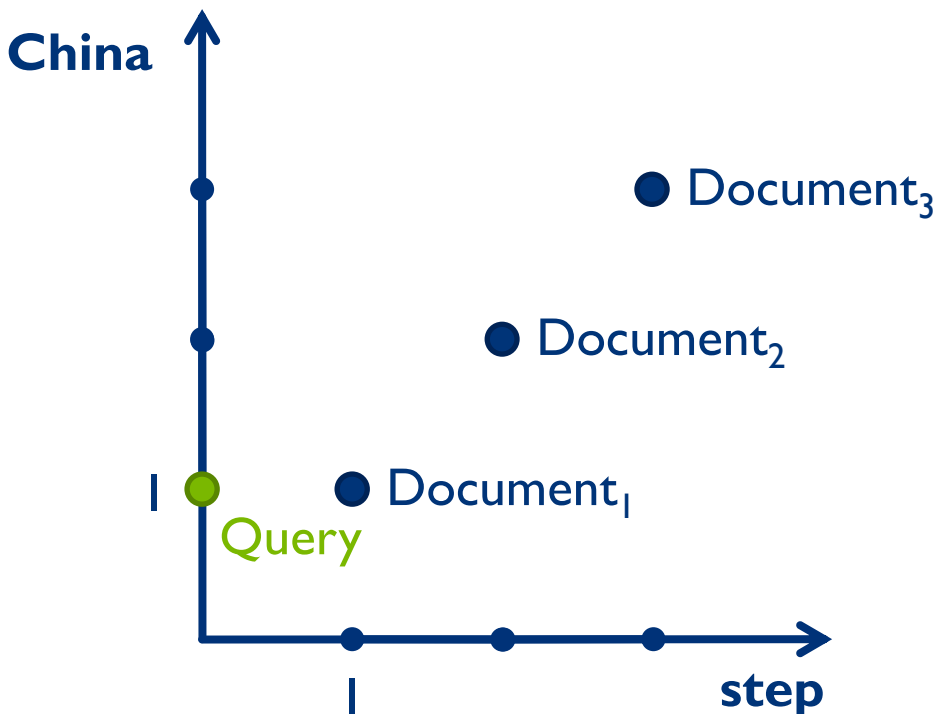 China
Document₃
Document₂
1
Document₁
Query
1
step